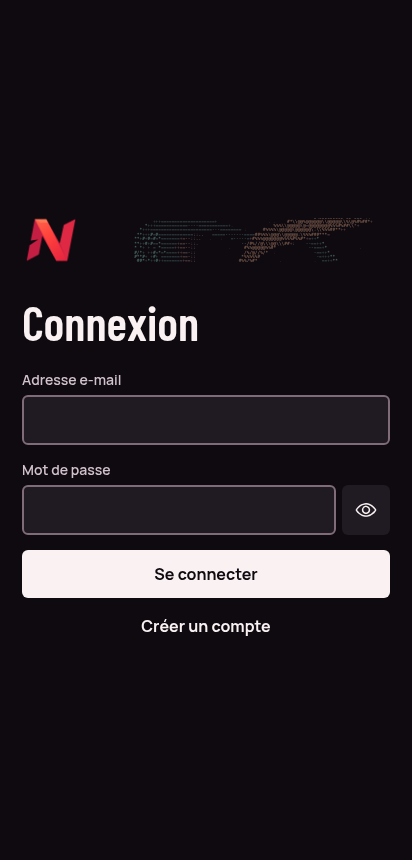 Connexion
Adresse e-mail
Mot de passe
Se connecter
Créer un compte